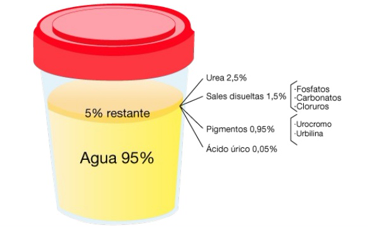 Urea 2,5%
Sales disueltas 1,5%
-Fosfatos
-Carbonatos
-Cloruros
5% restante
Pigmentos 0,95%
-Urocromo
-Urbilina
Agua 95%
Ácido úrico 0,05%